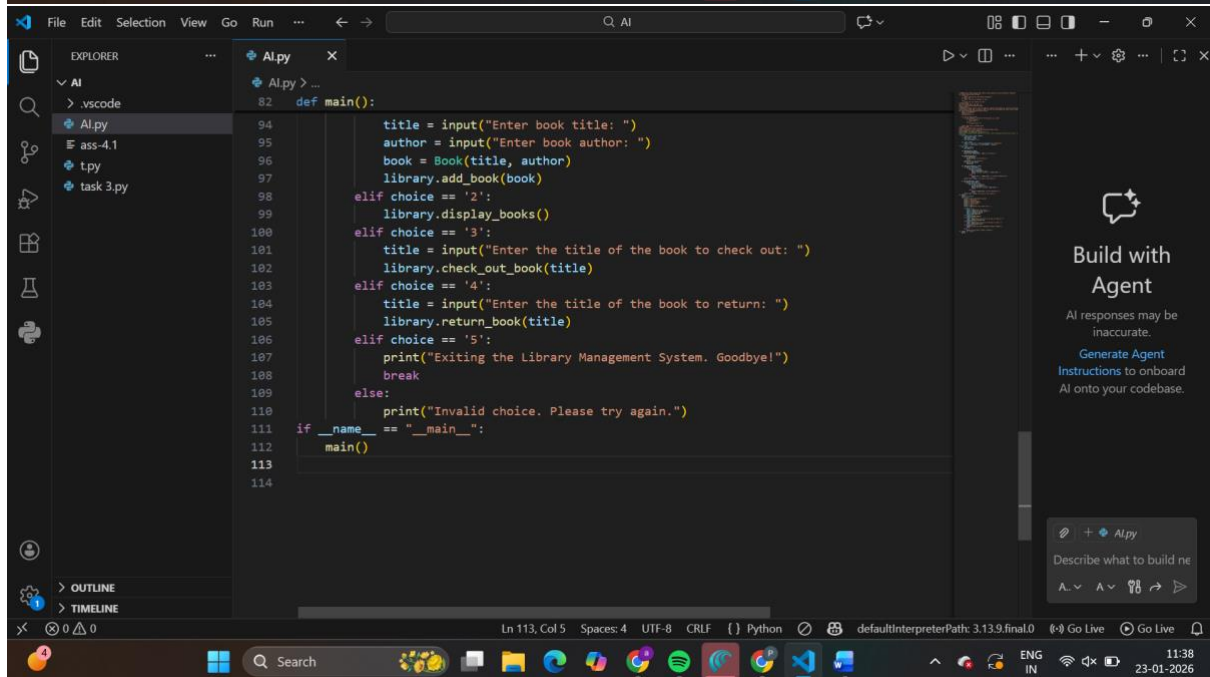 File Edit Selection View Go Run ··· AI
EXPLORER ··· AI.py
AI AI.py > ...
82 def main():
.vscode
AI.py
ass-4.1
t.py
task 3.py
94 title = input("Enter book title: ")
95 author = input("Enter book author: ")
96 book = Book(title, author)
97 library.add_book(book)
98 elif choice == '2':
99 library.display_books()
100 elif choice == '3':
101 title = input("Enter the title of the book to check out: ")
102 library.check_out_book(title)
103 elif choice == '4':
104 title = input("Enter the title of the book to return: ")
105 library.return_book(title)
106 elif choice == '5':
107 print("Exiting the Library Management System. Goodbye!")
108 break
109 else:
110 print("Invalid choice. Please try again.")
111 if __name__ == "__main__":
112 main()
113
114
Build with
Agent
AI responses may be
inaccurate.
Generate Agent
Instructions to onboard
AI onto your codebase.
AI.py
Describe what to build ne
A.. A
OUTLINE
TIMELINE
1
0 0 Ln 113, Col 5 Spaces: 4 UTF-8 CRLF { } Python defaultInterpreterPath: 3.13.9.final.0 Go Live Go Live
4 Search ENG 11:38
IN 23-01-2026